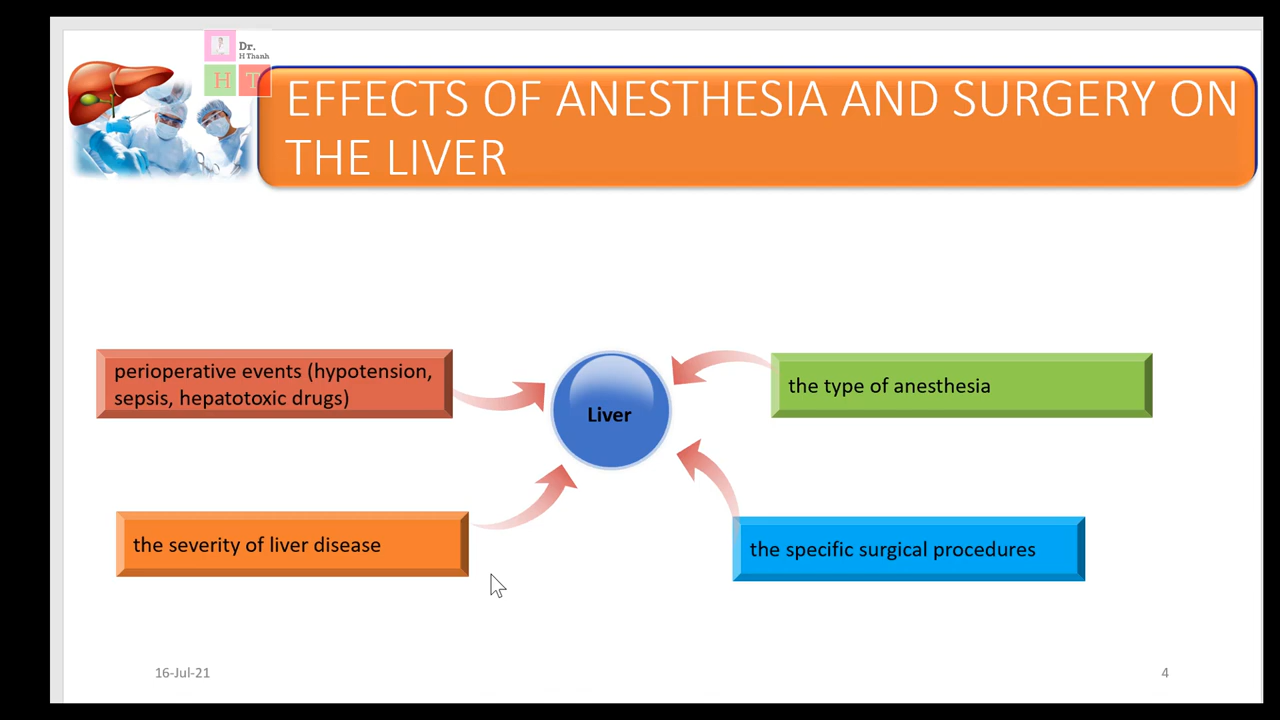 Dr.
H Thanh
H T
EFFECTS OF ANESTHESIA AND SURGERY ON
THE LIVER
perioperative events (hypotension,
sepsis, hepatotoxic drugs)
Liver
the type of anesthesia
the severity of liver disease
the specific surgical procedures
16-Jul-21
4